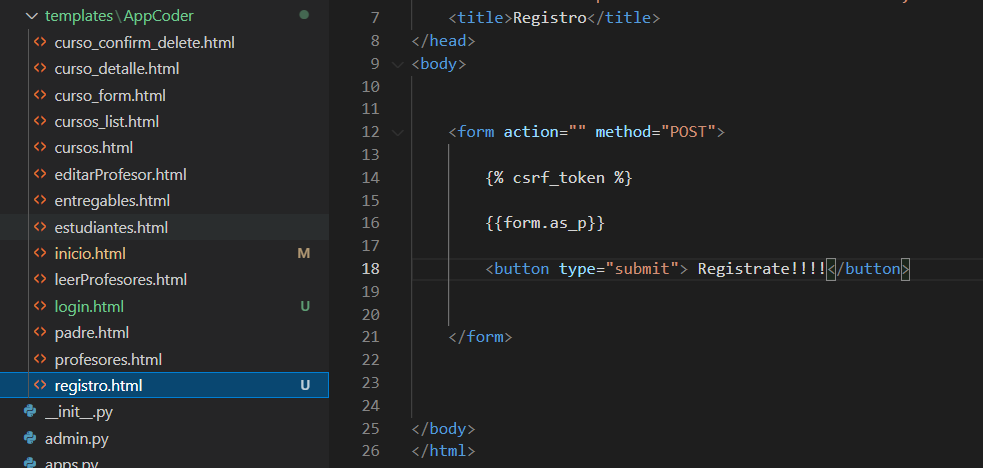 templates\AppCoder
curso_confirm_delete.html
curso_detalle.html
curso_form.html
cursos_list.html
cursos.html
editarProfesor.html
entregables.html
estudiantes.html
inicio.html M
leerProfesores.html
login.html U
padre.html
profesores.html
registro.html U
__init__.py
admin.py
apps.py
7 <title>Registro</title>
8 </head>
9 <body>
10
11
12 <form action="" method="POST">
13
14 {% csrf_token %}
15
16 {{form.as_p}}
17
18 <button type="submit"> Registrate!!!!</button>
19
20
21 </form>
22
23
24
25 </body>
26 </html>